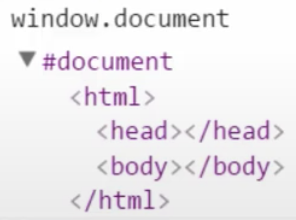 window.document
▼ #document
<html>
<head></head>
<body></body>
</html>